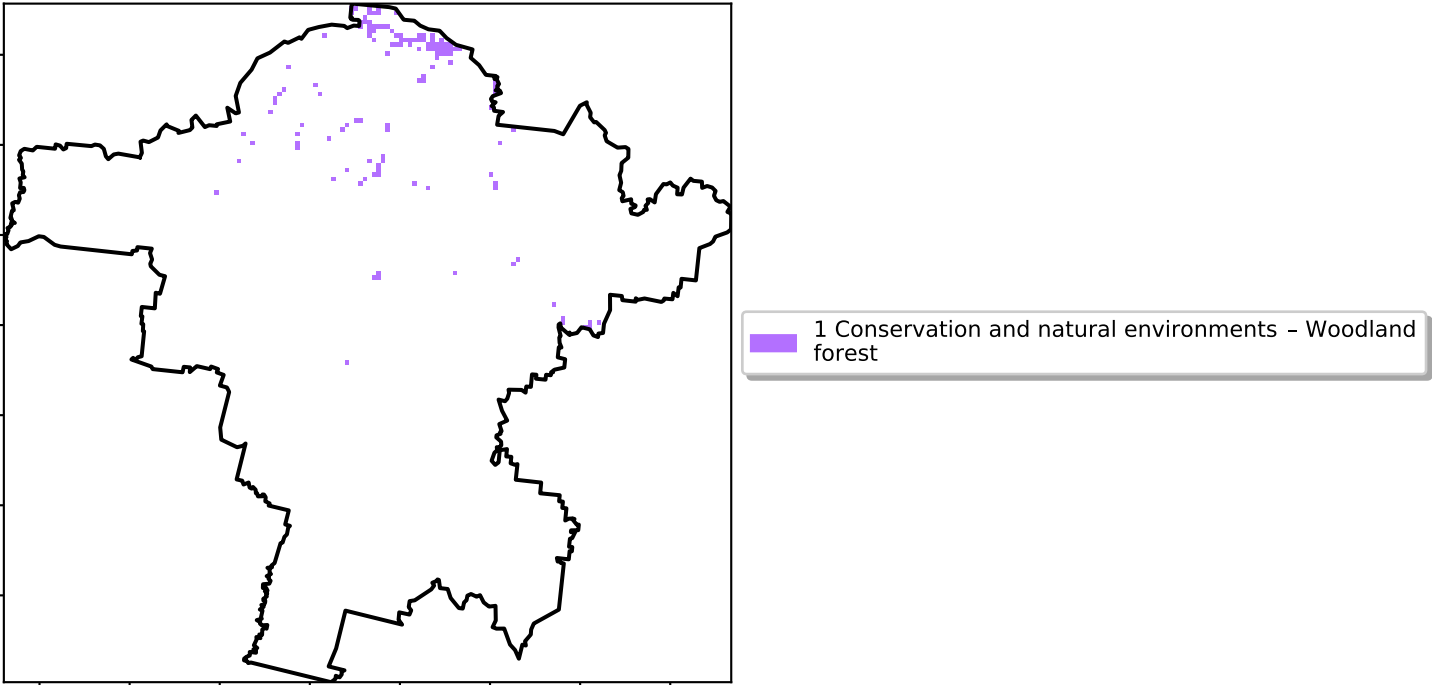 1 Conservation and natural environments – Woodland
forest